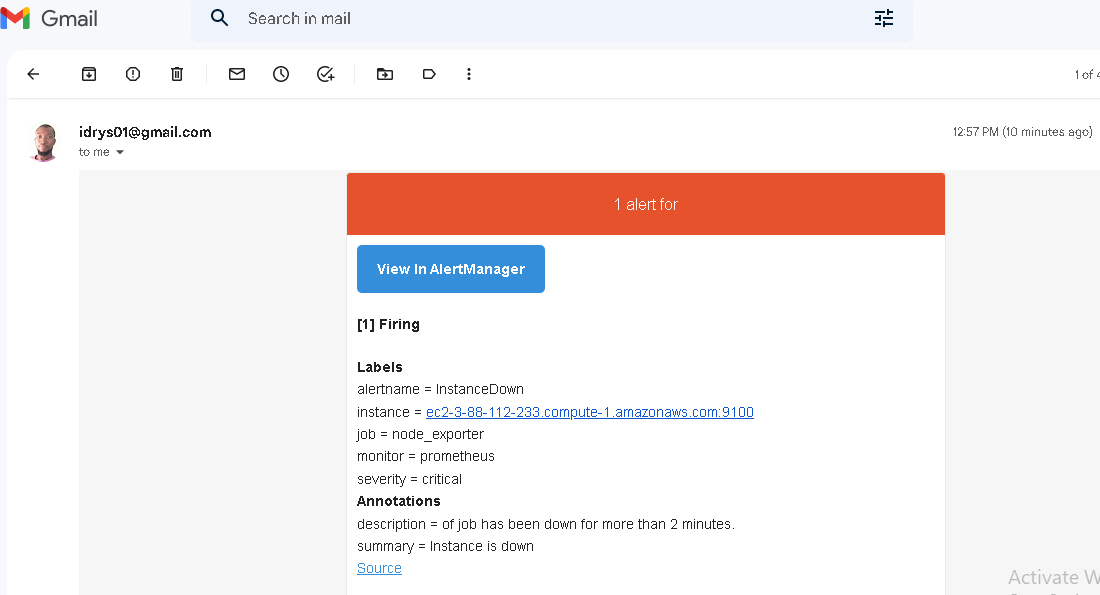 Gmail
Search in mail
1 of 4
idrys01@gmail.com
12:57 PM (10 minutes ago)
to me
1 alert for
View In AlertManager
[1] Firing
Labels
alertname = InstanceDown
instance = ec2-3-88-112-233.compute-1.amazonaws.com:9100
job = node_exporter
monitor = prometheus
severity = critical
Annotations
description = of job has been down for more than 2 minutes.
summary = Instance is down
Source
Activate W